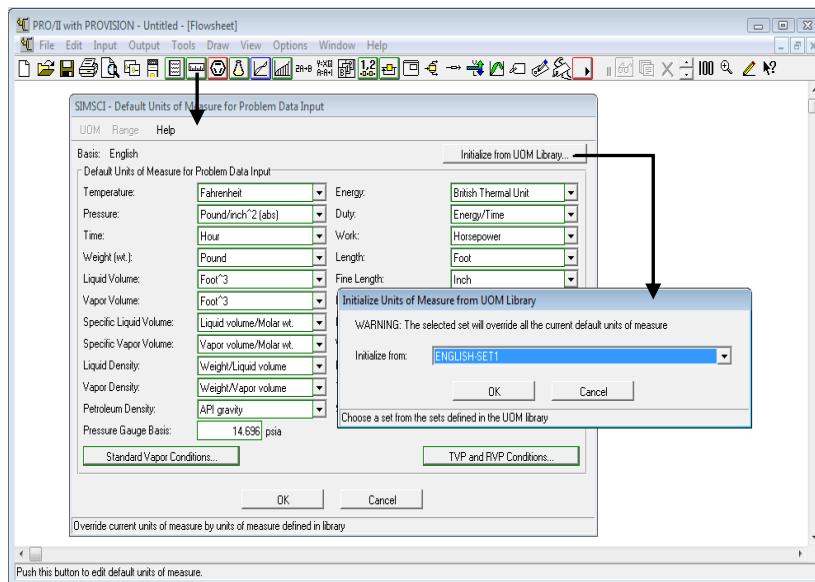 PRO/II with PROVISION - Untitled - [Flowsheet]
File Edit Input Output Tools Draw View Options Window Help
SIMSCI - Default Units of Measure for Problem Data Input
UOM Range Help
Basis: English Initialize from UOM Library...
Default Units of Measure for Problem Data Input
Temperature: Fahrenheit Energy: British Thermal Unit
Pressure: Pound/inch^2 (abs) Duty: Energy/Time
Time: Hour Work: Horsepower
Weight (wt.): Pound Length: Foot
Liquid Volume: Foot^3 Fine Length: Inch
Vapor Volume: Foot^3
Specific Liquid Volume: Liquid volume/Molar wt.
Specific Vapor Volume: Vapor volume/Molar wt.
Liquid Density: Weight/Liquid volume
Vapor Density: Weight/Vapor volume
Petroleum Density: API gravity
Pressure Gauge Basis: 14.696 psia
Standard Vapor Conditions... TVP and RVP Conditions...
OK Cancel
Override current units of measure by units of measure defined in library
Initialize Units of Measure from UOM Library
WARNING: The selected set will override all the current default units of measure
Initialize from: ENGLISH-SET1
OK Cancel
Choose a set from the sets defined in the UOM library
Push this button to edit default units of measure.